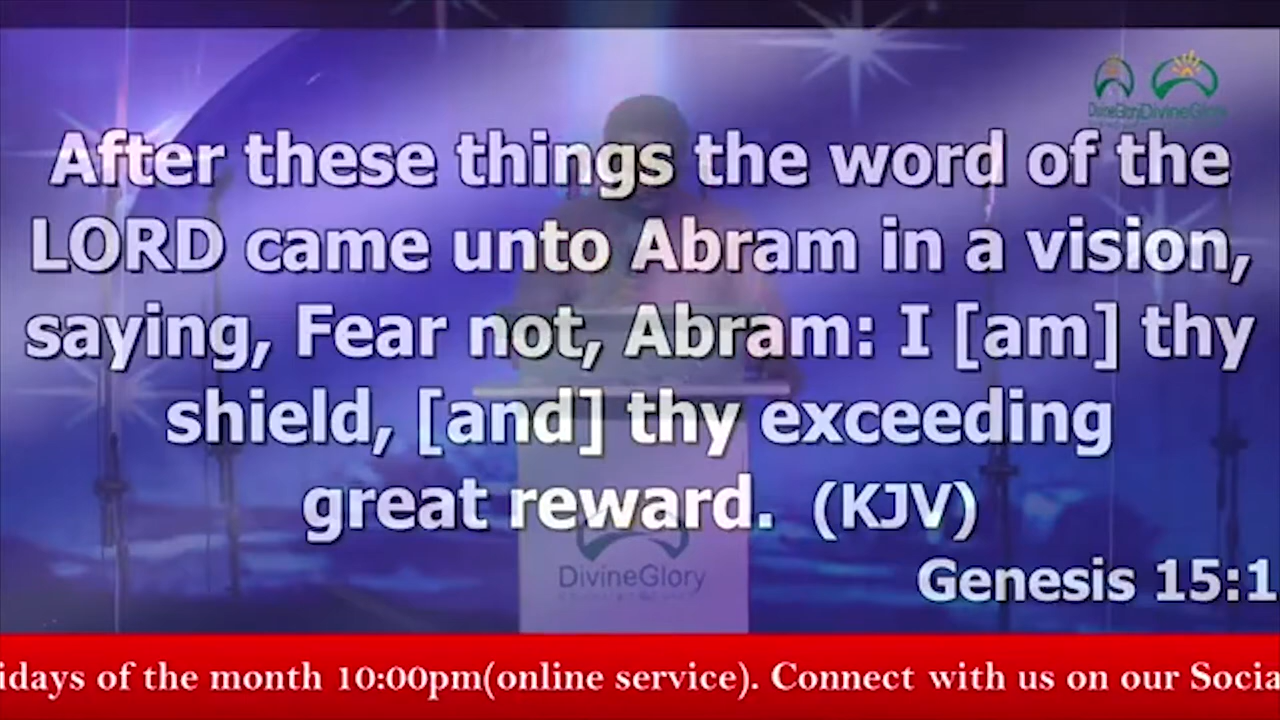 DivineGlory
After these things the word of the
LORD came unto Abram in a vision,
saying, Fear not, Abram: I [am] thy
shield, [and] thy exceeding
great reward. (KJV)
DivineGlory
Genesis 15:1
idays of the month 10:00pm(online service). Connect with us on our Socia